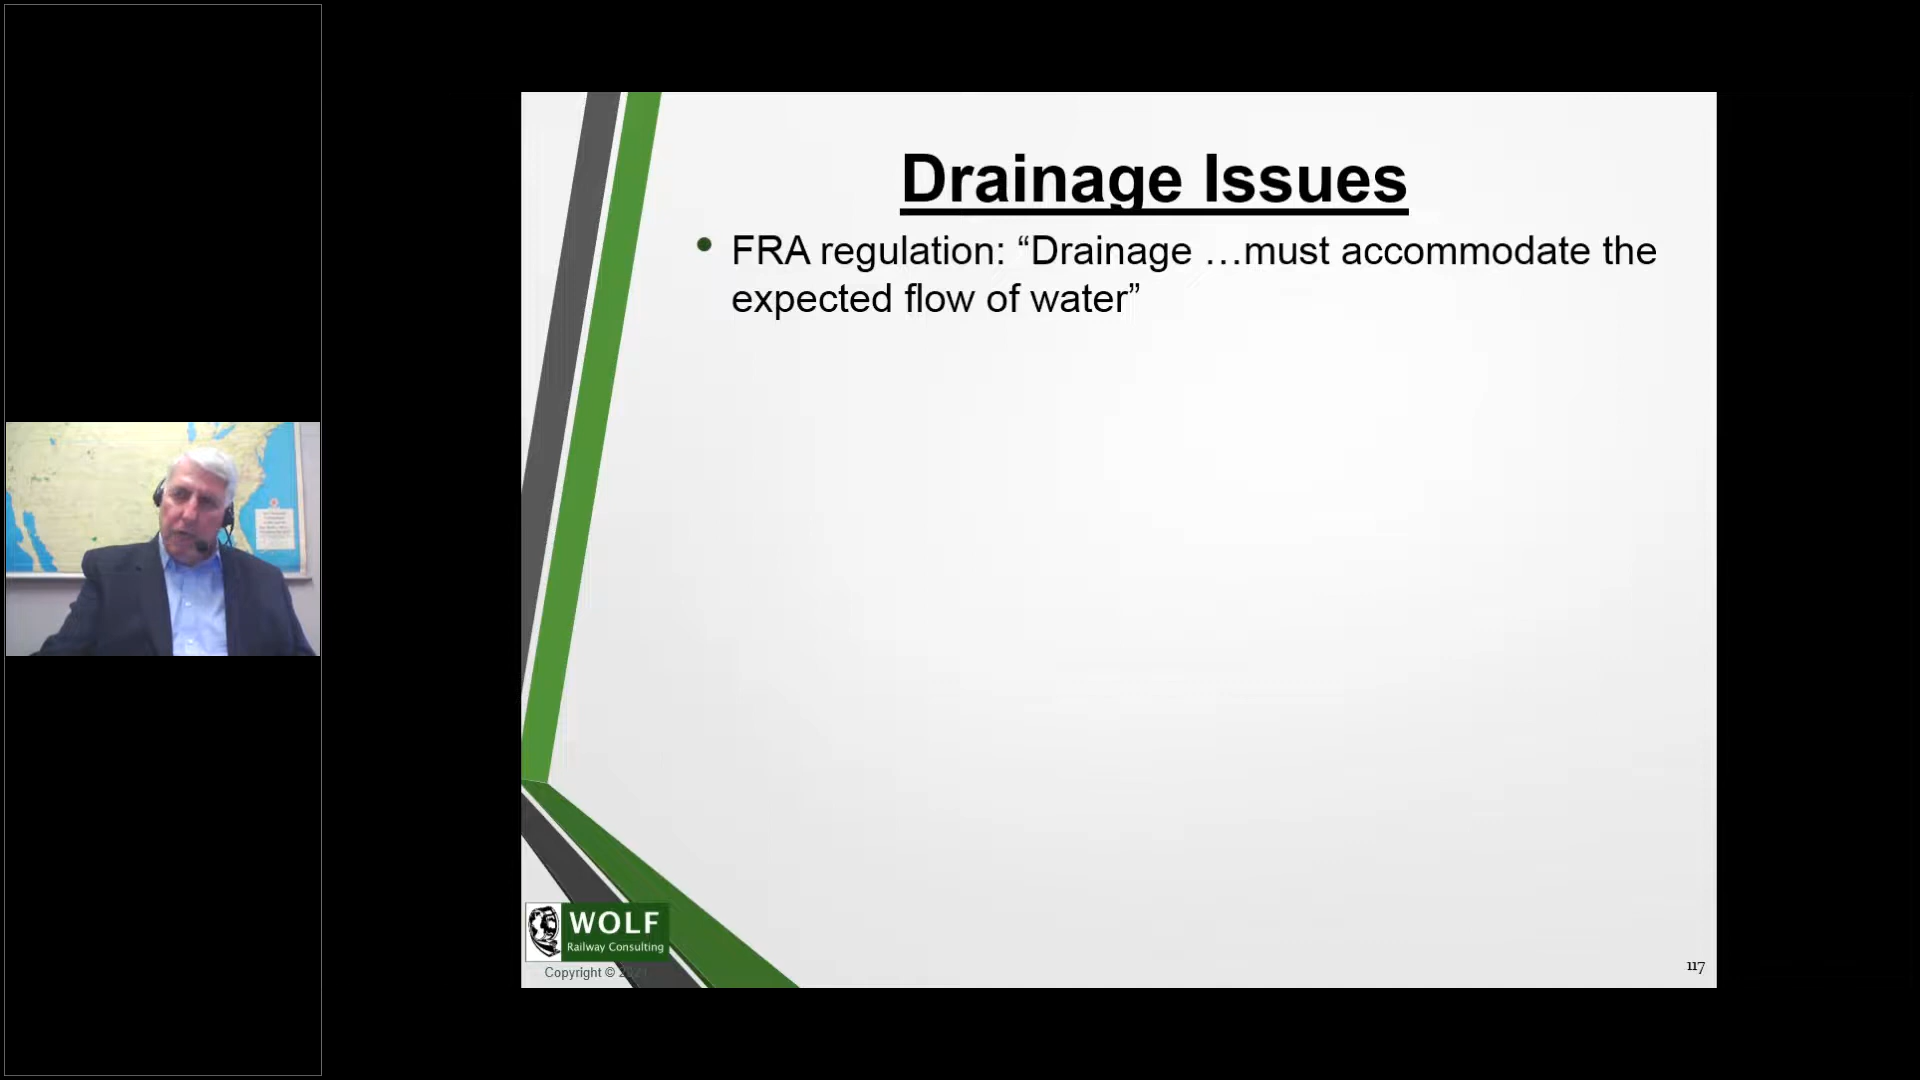 Drainage Issues
• FRA regulation: “Drainage …must accommodate the
expected flow of water”
WOLF
Railway Consulting
Copyright ©
117